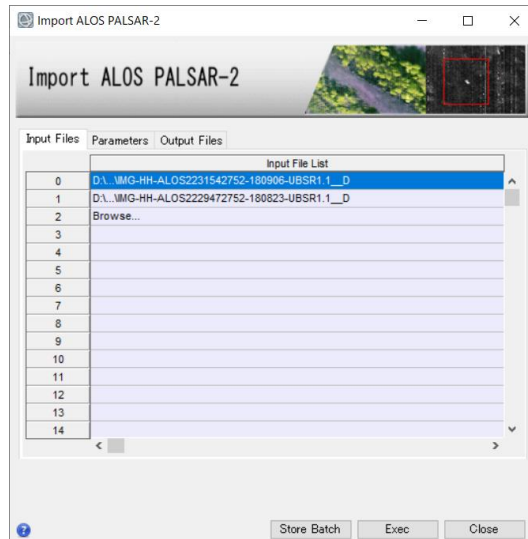 Import ALOS PALSAR-2
Import ALOS PALSAR-2
Input Files Parameters Output Files
Input File List
0 D:\...\IMG-HH-ALOS2231542752-180906-UBSR1.1__D
1 D:\...\IMG-HH-ALOS2229472752-180823-UBSR1.1__D
2 Browse...
3
4
5
6
7
8
9
10
11
12
13
14
Store Batch Exec Close